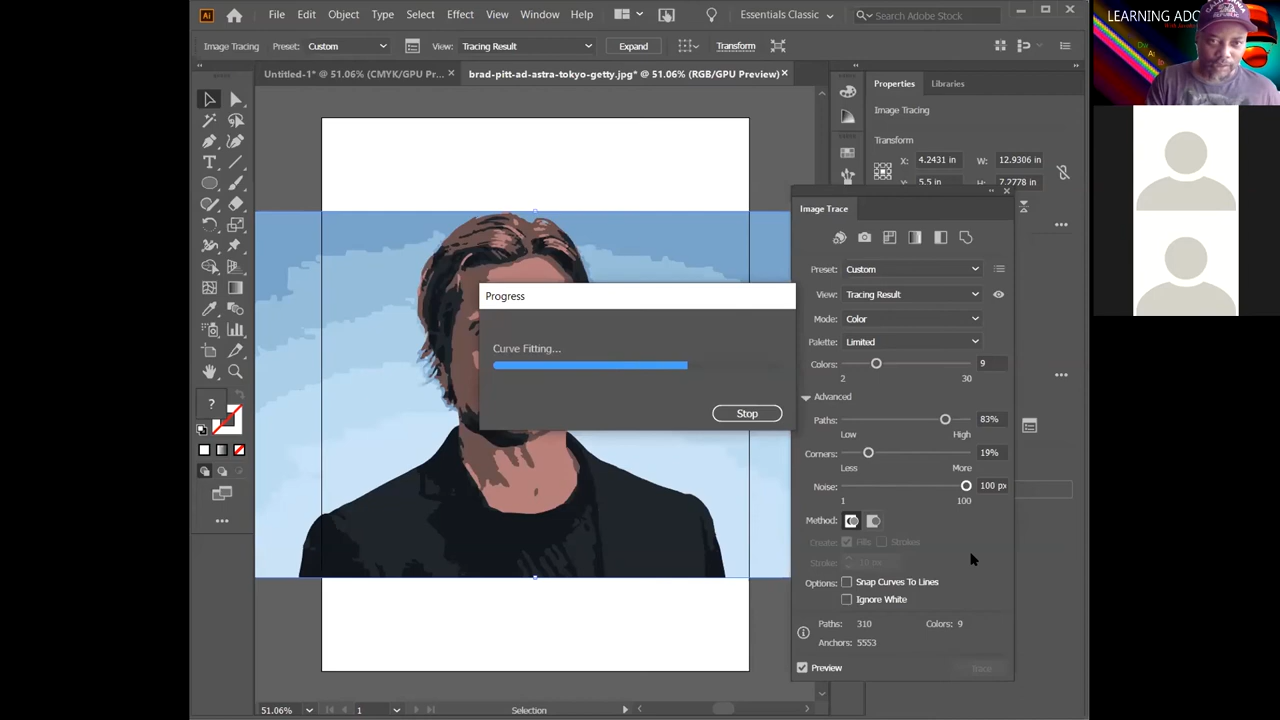 Ai File Edit Object Type Select Effect View Window Help Essentials Classic Search Adobe Stock
LEARNING ADO
Image Tracing Preset: Custom View: Tracing Result Expand Transform
Untitled-1* @ 51.06% (CMYK/GPU Pr... brad-pitt-ad-astra-tokyo-getty.jpg* @ 51.06% (RGB/GPU Preview)
Properties Libraries
Image Tracing
Transform
X: 4.2431 in W: 12.9306 in
Y: 5.5 in H: 7.2778 in
Image Trace
Preset: Custom
View: Tracing Result
Mode: Color
Palette: Limited
Colors: 9
2 30
Advanced
Paths: 83%
Low High
Corners: 19%
Less More
Noise: 100 px
1 100
Method:
Create: Fills Strokes
Stroke: 10 px
Options: Snap Curves To Lines
Ignore White
Paths: 310 Colors: 9
Anchors: 5553
Preview Trace
Progress
Curve Fitting...
Stop
?
51.06% 1 Selection